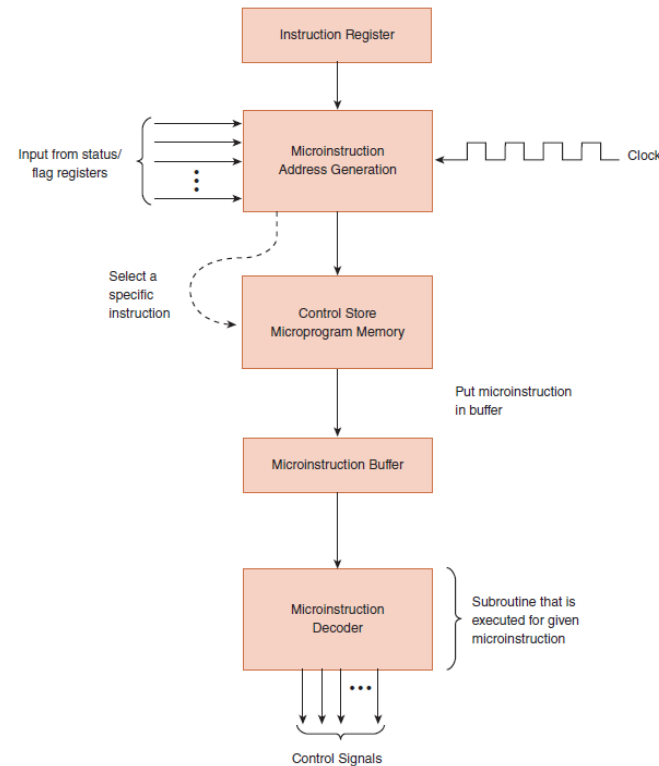 Instruction Register
Input from status/
flag registers
Microinstruction
Address Generation
Clock
Select a
specific
instruction
Control Store
Microprogram Memory
Put microinstruction
in buffer
Microinstruction Buffer
Microinstruction
Decoder
Subroutine that is
executed for given
microinstruction
Control Signals